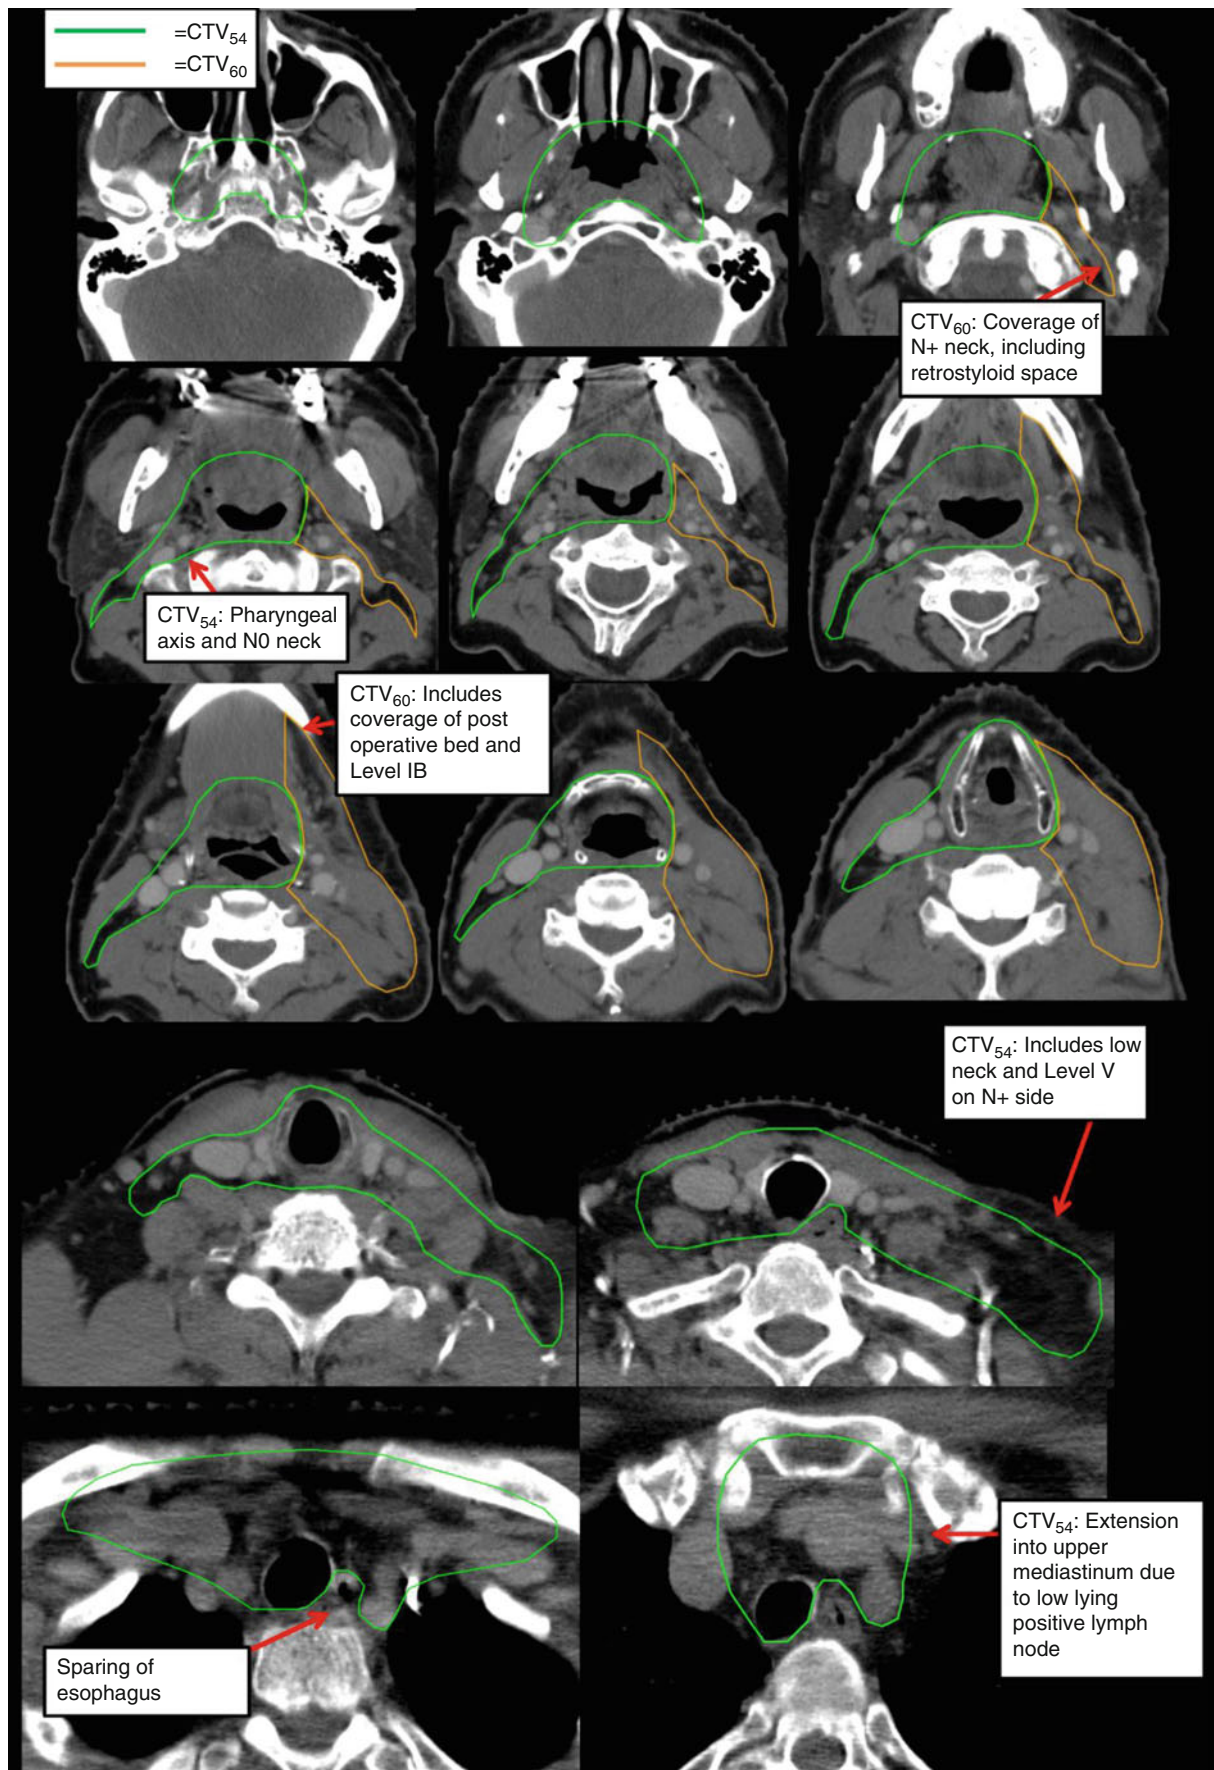 =CTV54
=CTV60
CTV60: Coverage of
N+ neck, including
retrostyloid space
CTV54: Pharyngeal
axis and N0 neck
CTV60: Includes
coverage of post
operative bed and
Level IB
CTV54: Includes low
neck and Level V
on N+ side
Sparing of
esophagus
CTV54: Extension
into upper
mediastinum due
to low lying
positive lymph
node